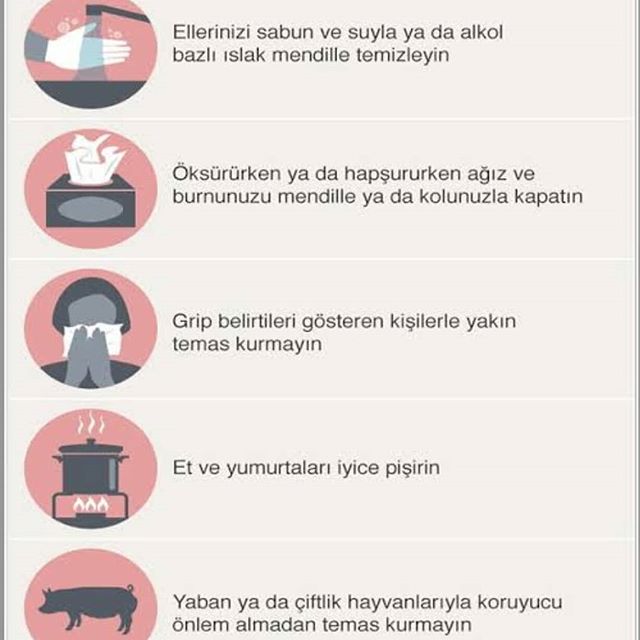 Ellerinizi sabun ve suyla ya da alkol
bazlı ıslak mendille temizleyin
Öksürürken ya da hapşururken ağız ve
burnunuzu mendille ya da kolunuzla kapatın
Grip belirtileri gösteren kişilerle yakın
temas kurmayın
Et ve yumurtaları iyice pişirin
Yaban ya da çiftlik hayvanlarıyla koruyucu
önlem almadan temas kurmayın